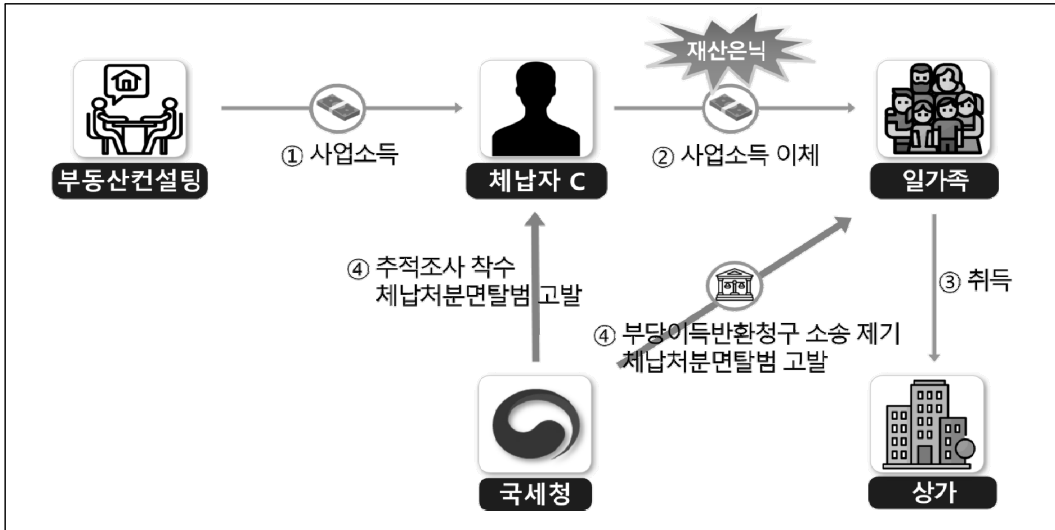 재산은닉
① 사업소득
② 사업소득 이체
부동산컨설팅
체납자 C
일가족
④ 추적조사 착수
체납처분면탈범 고발
③ 취득
④ 부당이득반환청구 소송 제기
체납처분면탈범 고발
국세청
상가